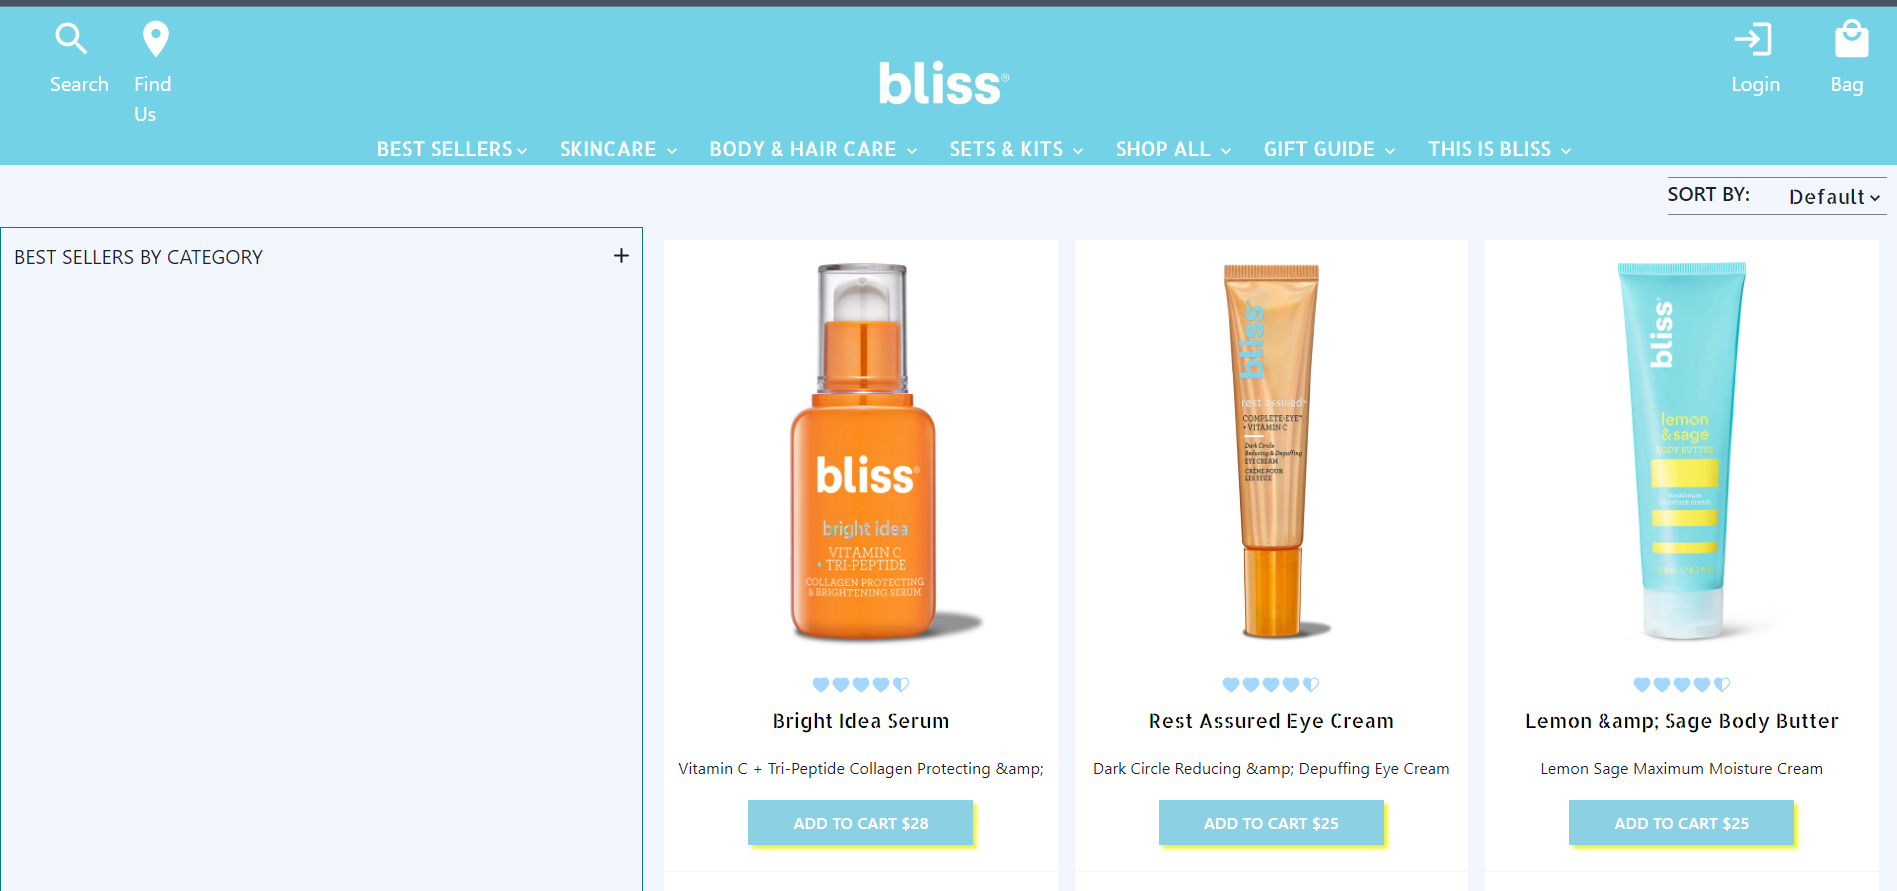 Search
Find
Us
bliss®
Login
Bag
BEST SELLERS
SKINCARE
BODY & HAIR CARE
SETS & KITS
SHOP ALL
GIFT GUIDE
THIS IS BLISS
SORT BY:
Default
BEST SELLERS BY CATEGORY
bliss®
bright idea
VITAMIN C
+ TRI-PEPTIDE
COLLAGEN PROTECTING
& BRIGHTENING SERUM
bliss
rest assured™
COMPLETE-EYE™
+ VITAMIN C
Dark Circle
Reducing & Depuffing
EYE CREAM
CRÈME POUR
LES YEUX
bliss
lemon
& sage
BODY BUTTER
maximum
moisture cream
Bright Idea Serum
Vitamin C + Tri-Peptide Collagen Protecting &amp;
ADD TO CART $28
Rest Assured Eye Cream
Dark Circle Reducing &amp; Depuffing Eye Cream
ADD TO CART $25
Lemon &amp; Sage Body Butter
Lemon Sage Maximum Moisture Cream
ADD TO CART $25